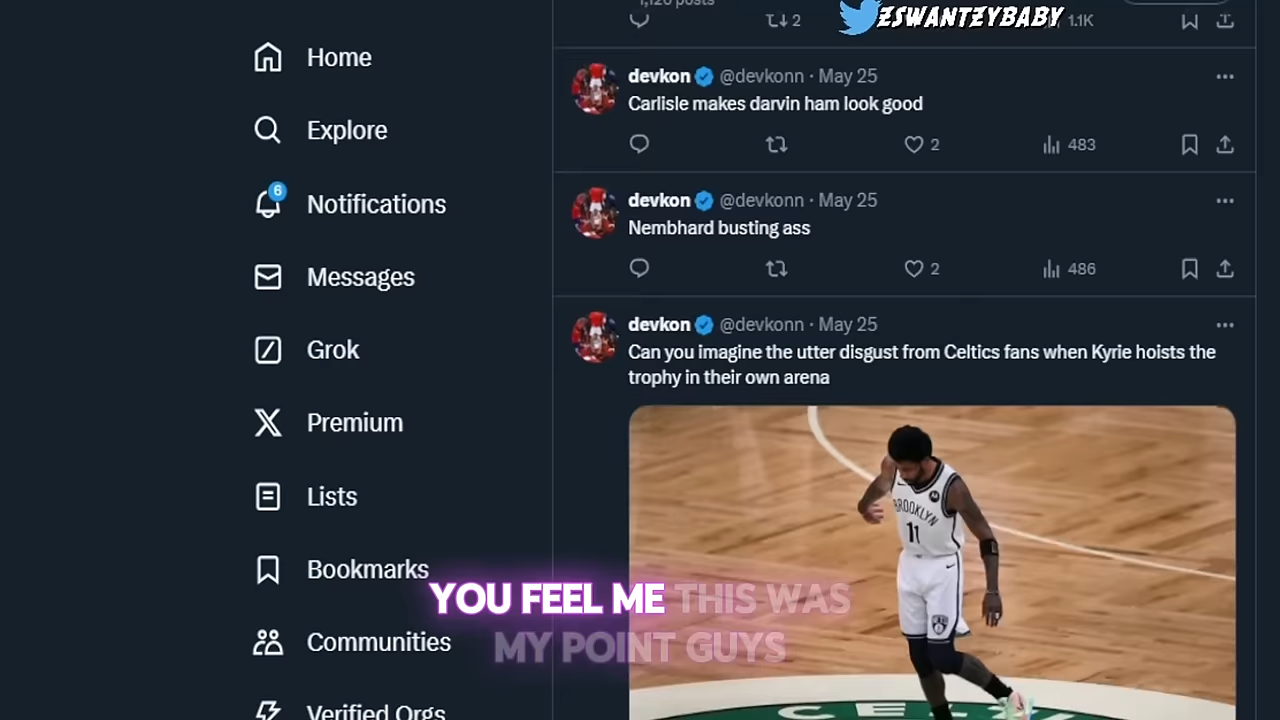 1,120 posts
2
ZSWANTZYBABY
1.1K
Home
Explore
6
Notifications
Messages
Grok
Premium
Lists
Bookmarks
Communities
Verified Orgs
devkon @devkonn · May 25
Carlisle makes darvin ham look good
2 483
devkon @devkonn · May 25
Nembhard busting ass
2 486
devkon @devkonn · May 25
Can you imagine the utter disgust from Celtics fans when Kyrie hoists the
trophy in their own arena
BROOKLYN
11
YOU FEEL ME THIS WAS
MY POINT GUYS